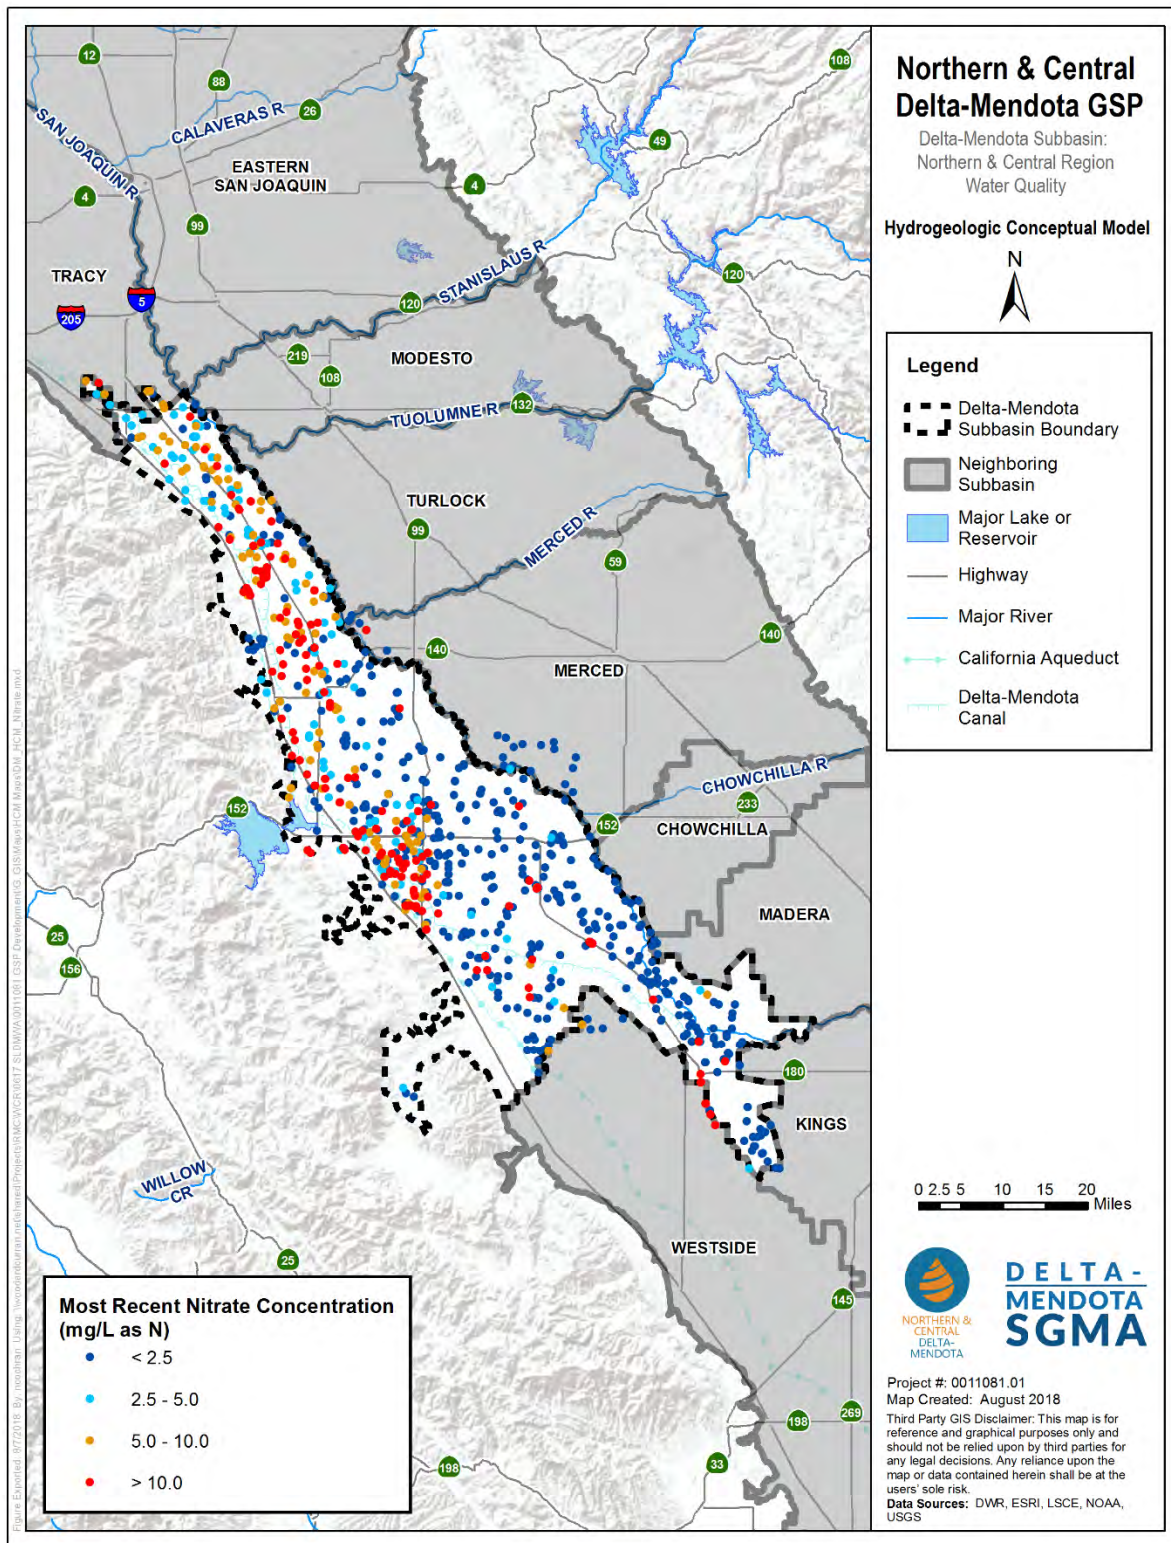 Northern & Central
Delta-Mendota GSP
Delta-Mendota Subbasin:
Northern & Central Region
Water Quality
Hydrogeologic Conceptual Model
N
Legend
Delta-Mendota
Subbasin Boundary
Neighboring
Subbasin
Major Lake or
Reservoir
Highway
Major River
California Aqueduct
Delta-Mendota
Canal
0 2.5 5 10 15 20
Miles
NORTHERN &
CENTRAL
DELTA-
MENDOTA
DELTA-
MENDOTA
SGMA
Project #: 0011081.01
Map Created: August 2018
Third Party GIS Disclaimer: This map is for
reference and graphical purposes only and
should not be relied upon by third parties for
any legal decisions. Any reliance upon the
map or data contained herein shall be at the
users' sole risk.
Data Sources: DWR, ESRI, LSCE, NOAA,
USGS
12
88
26
108
49
4
4
99
SAN JOAQUIN R
CALAVERAS R
EASTERN
SAN JOAQUIN
TRACY
205
5
120
STANISLAUS R
120
219
108
MODESTO
TUOLUMNE R
132
TURLOCK
99
MERCED R
59
140
140
MERCED
CHOWCHILLA R
233
152
152
CHOWCHILLA
MADERA
25
156
180
KINGS
WILLOW
CR
25
WESTSIDE
145
198
269
33
198
Most Recent Nitrate Concentration
(mg/L as N)
< 2.5
2.5 - 5.0
5.0 - 10.0
> 10.0